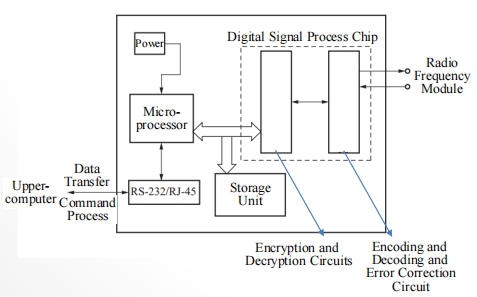 Power
Digital Signal Process Chip
Radio
Frequency
Module
Micro-
processor
Data
Transfer
Upper-
computer
Command
Process
RS-232/RJ-45
Storage
Unit
Encryption and
Decryption Circuits
Encoding and
Decoding and
Error Correction
Circuit